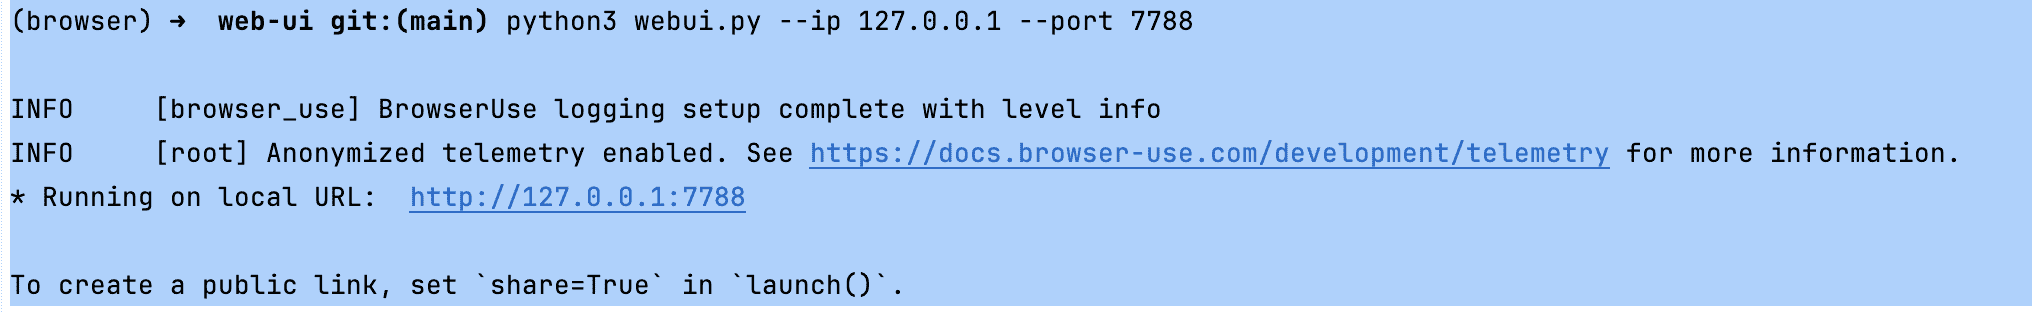 (browser) ➜  web-ui git:(main) python3 webui.py --ip 127.0.0.1 --port 7788
INFO     [browser_use] BrowserUse logging setup complete with level info
INFO     [root] Anonymized telemetry enabled. See https://docs.browser-use.com/development/telemetry for more information.
* Running on local URL:  http://127.0.0.1:7788
To create a public link, set `share=True` in `launch()`.